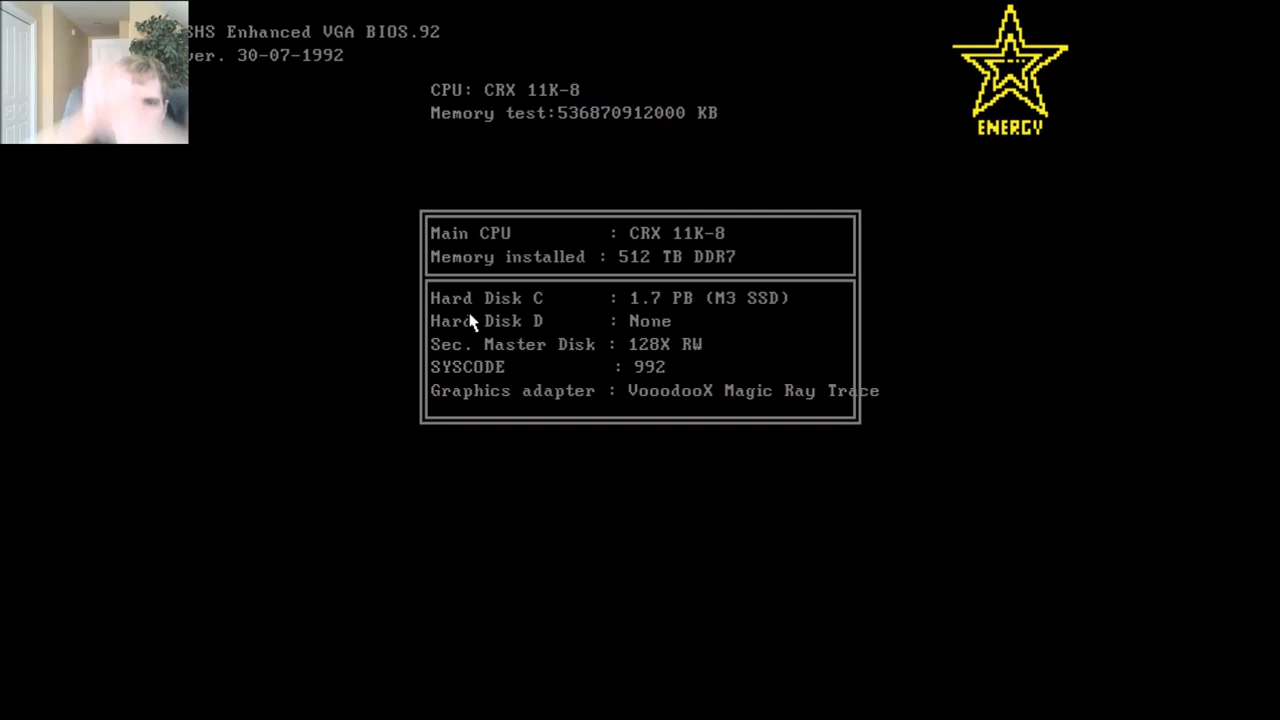 SHS Enhanced VGA BIOS.92
ver. 30-07-1992
CPU: CRX 11K-8
Memory test:536870912000 KB
ENERGY
Main CPU : CRX 11K-8
Memory installed : 512 TB DDR7
Hard Disk C : 1.7 PB (M3 SSD)
Hard Disk D : None
Sec. Master Disk : 128X RW
SYSCODE : 992
Graphics adapter : VooodooX Magic Ray Trace